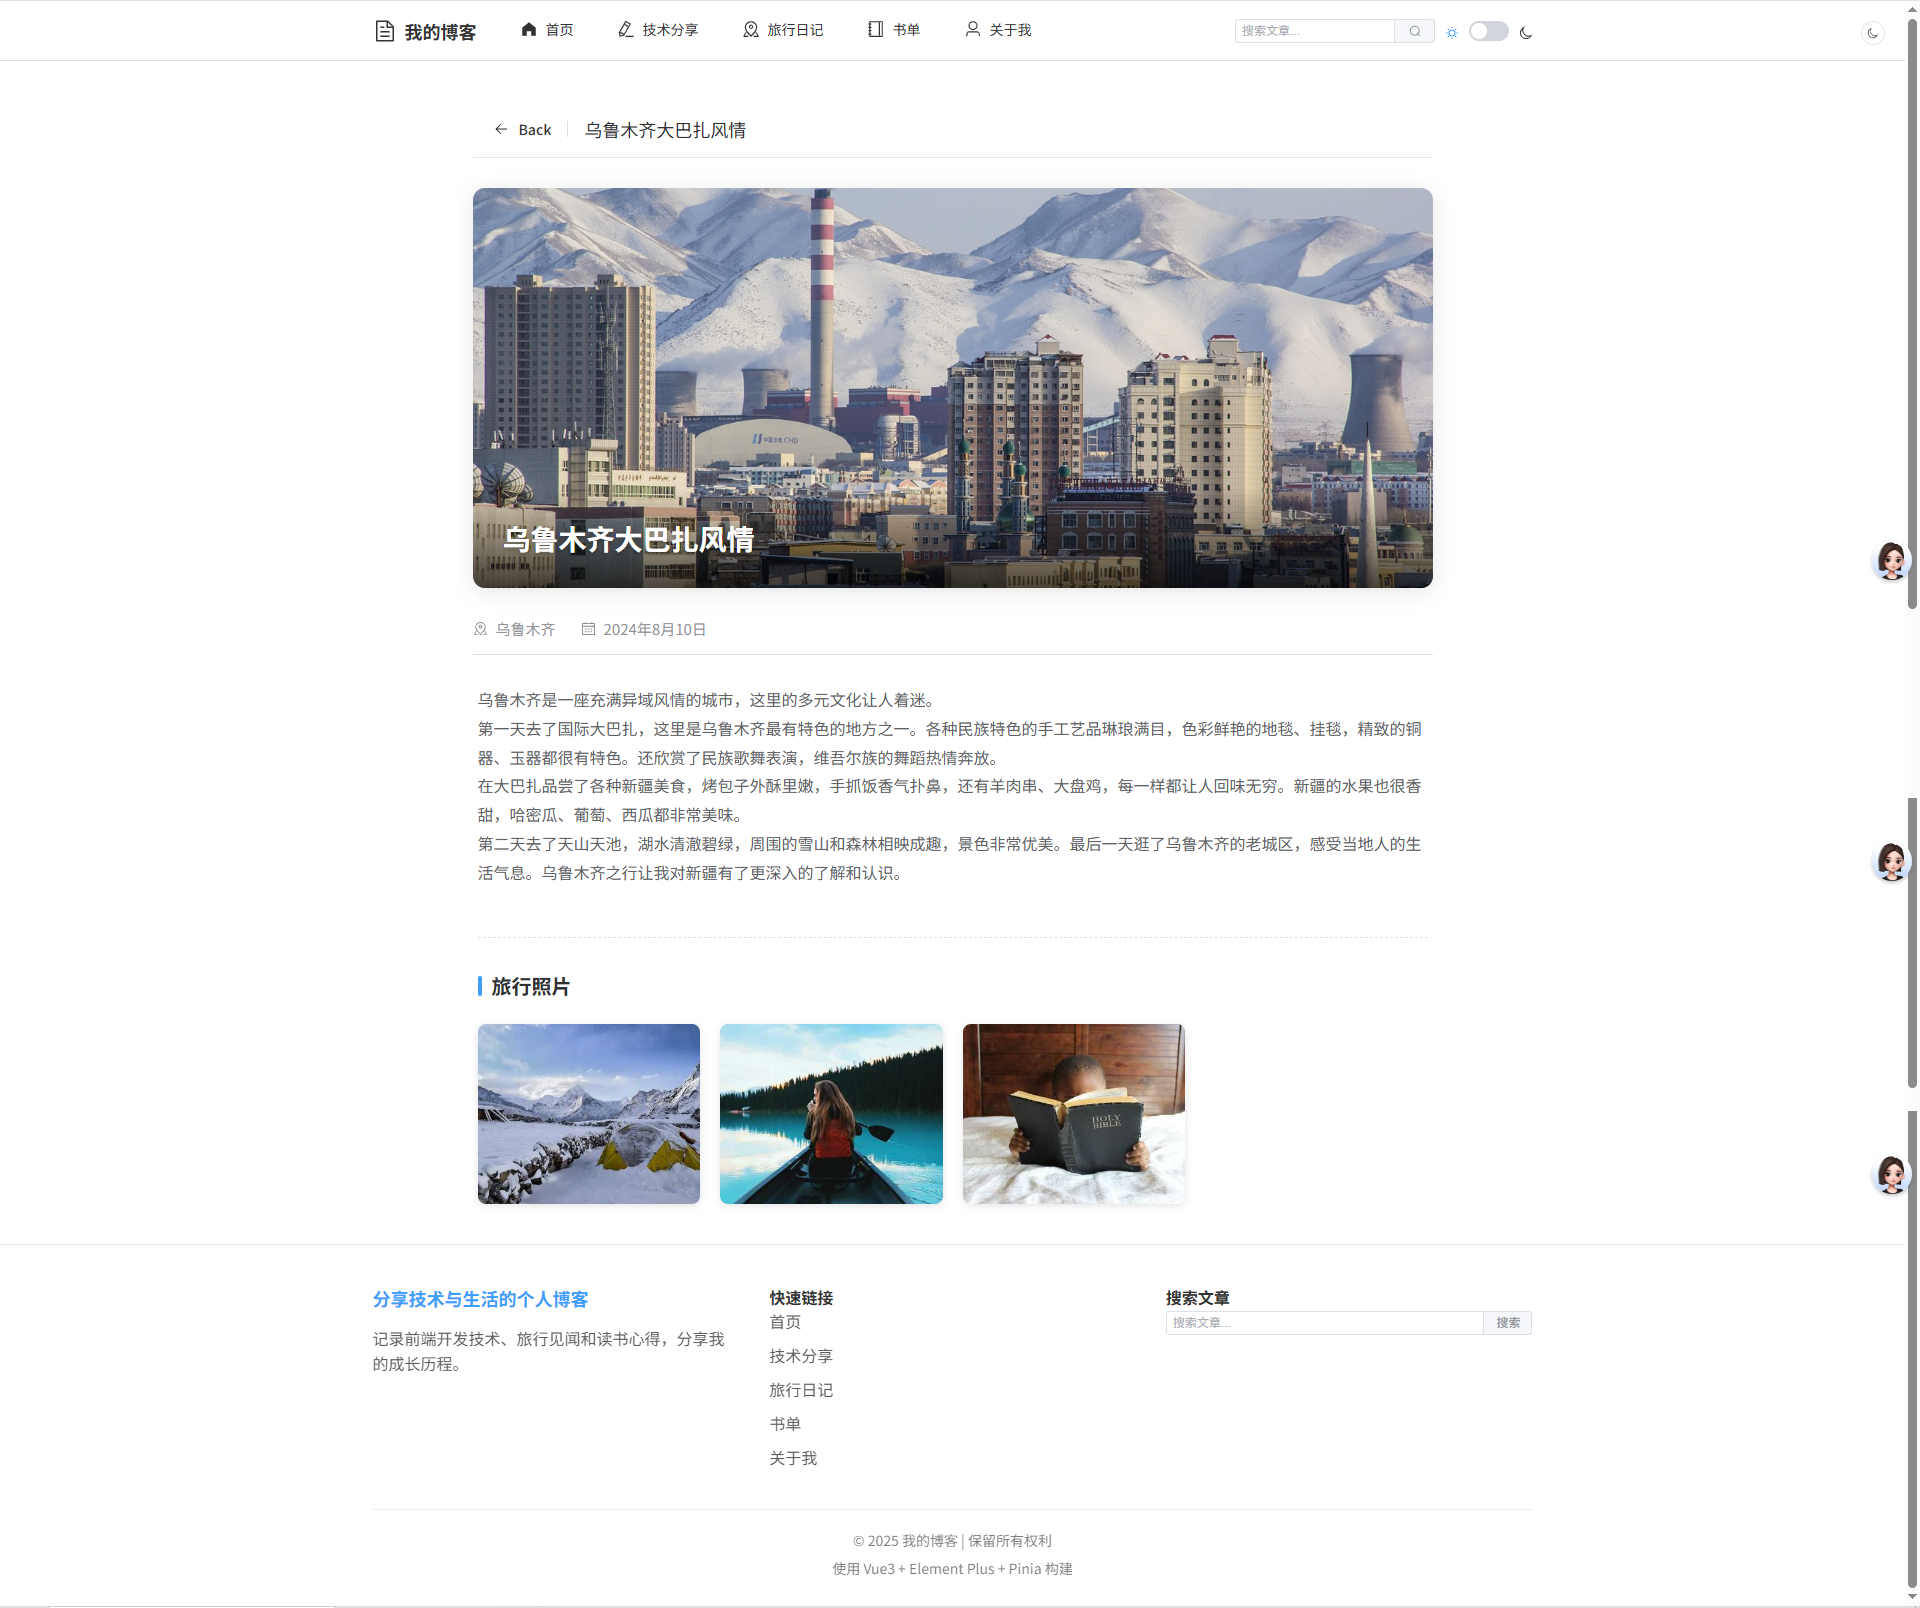 我的博客
首页
技术分享
旅行日记
书单
关于我
搜索文章...
Back
乌鲁木齐大巴扎风情
中国华电 CHD
乌鲁木齐大巴扎风情
乌鲁木齐
2024年8月10日
乌鲁木齐是一座充满异域风情的城市，这里的多元文化让人着迷。
第一天去了国际大巴扎，这里是乌鲁木齐最有特色的地方之一。各种民族特色的手工艺品琳琅满目，色彩鲜艳的地毯、挂毯，精致的铜
器、玉器都很有特色。还欣赏了民族歌舞表演，维吾尔族的舞蹈热情奔放。
在大巴扎品尝了各种新疆美食，烤包子外酥里嫩，手抓饭香气扑鼻，还有羊肉串、大盘鸡，每一样都让人回味无穷。新疆的水果也很香
甜，哈密瓜、葡萄、西瓜都非常美味。
第二天去了天山天池，湖水清澈碧绿，周围的雪山和森林相映成趣，景色非常优美。最后一天逛了乌鲁木齐的老城区，感受当地人的生
活气息。乌鲁木齐之行让我对新疆有了更深入的了解和认识。
旅行照片
HOLY
BIBLE
分享技术与生活的个人博客
记录前端开发技术、旅行见闻和读书心得，分享我
的成长历程。
快速链接
首页
技术分享
旅行日记
书单
关于我
搜索文章
搜索文章...
搜索
© 2025 我的博客 | 保留所有权利
使用 Vue3 + Element Plus + Pinia 构建